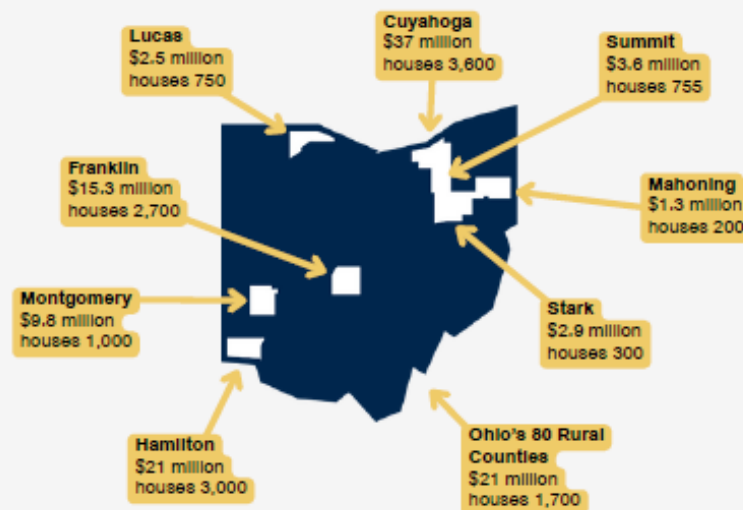 Cuyahoga
$37 million
houses 3,600
Lucas
$2.5 million
houses 750
Summit
$3.6 million
houses 755
Franklin
$15.3 million
houses 2,700
Mahoning
$1.3 million
houses 200
Montgomery
$9.8 million
houses 1,000
Stark
$2.9 million
houses 300
Hamilton
$21 million
houses 3,000
Ohio's 80 Rural
Counties
$21 million
houses 1,700